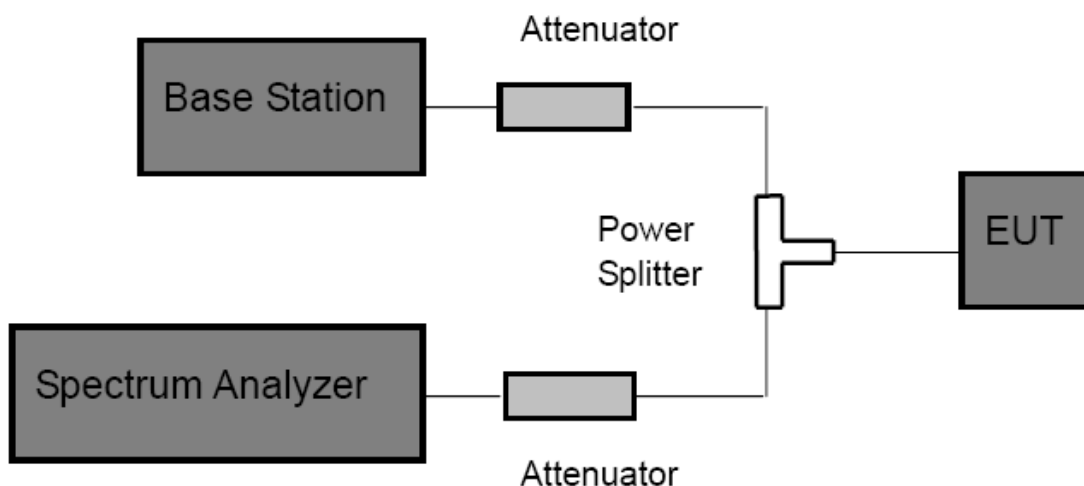 Attenuator
Base Station
Power
Splitter
EUT
Spectrum Analyzer
Attenuator